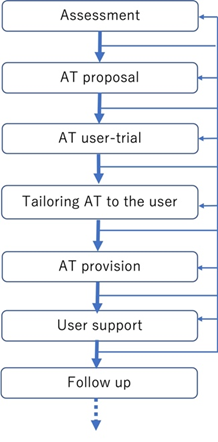 Assessment
AT proposal
AT user-trial
Tailoring AT to the user
AT provision
User support
Follow up